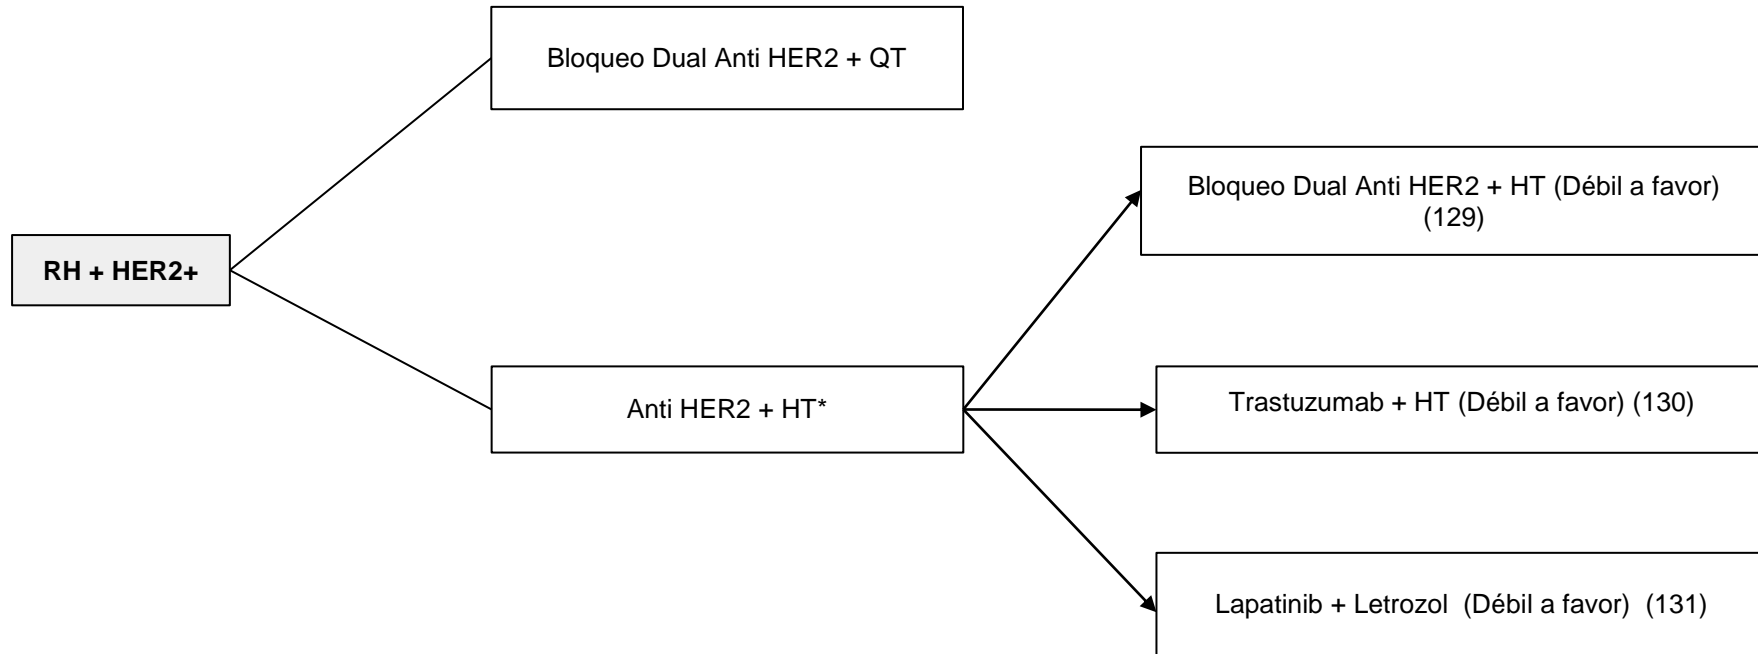 Bloqueo Dual Anti HER2 + QT
Bloqueo Dual Anti HER2 + HT (Débil a favor)
(129)
RH + HER2+
Anti HER2 + HT*
Trastuzumab + HT (Débil a favor) (130)
Lapatinib + Letrozol (Débil a favor) (131)